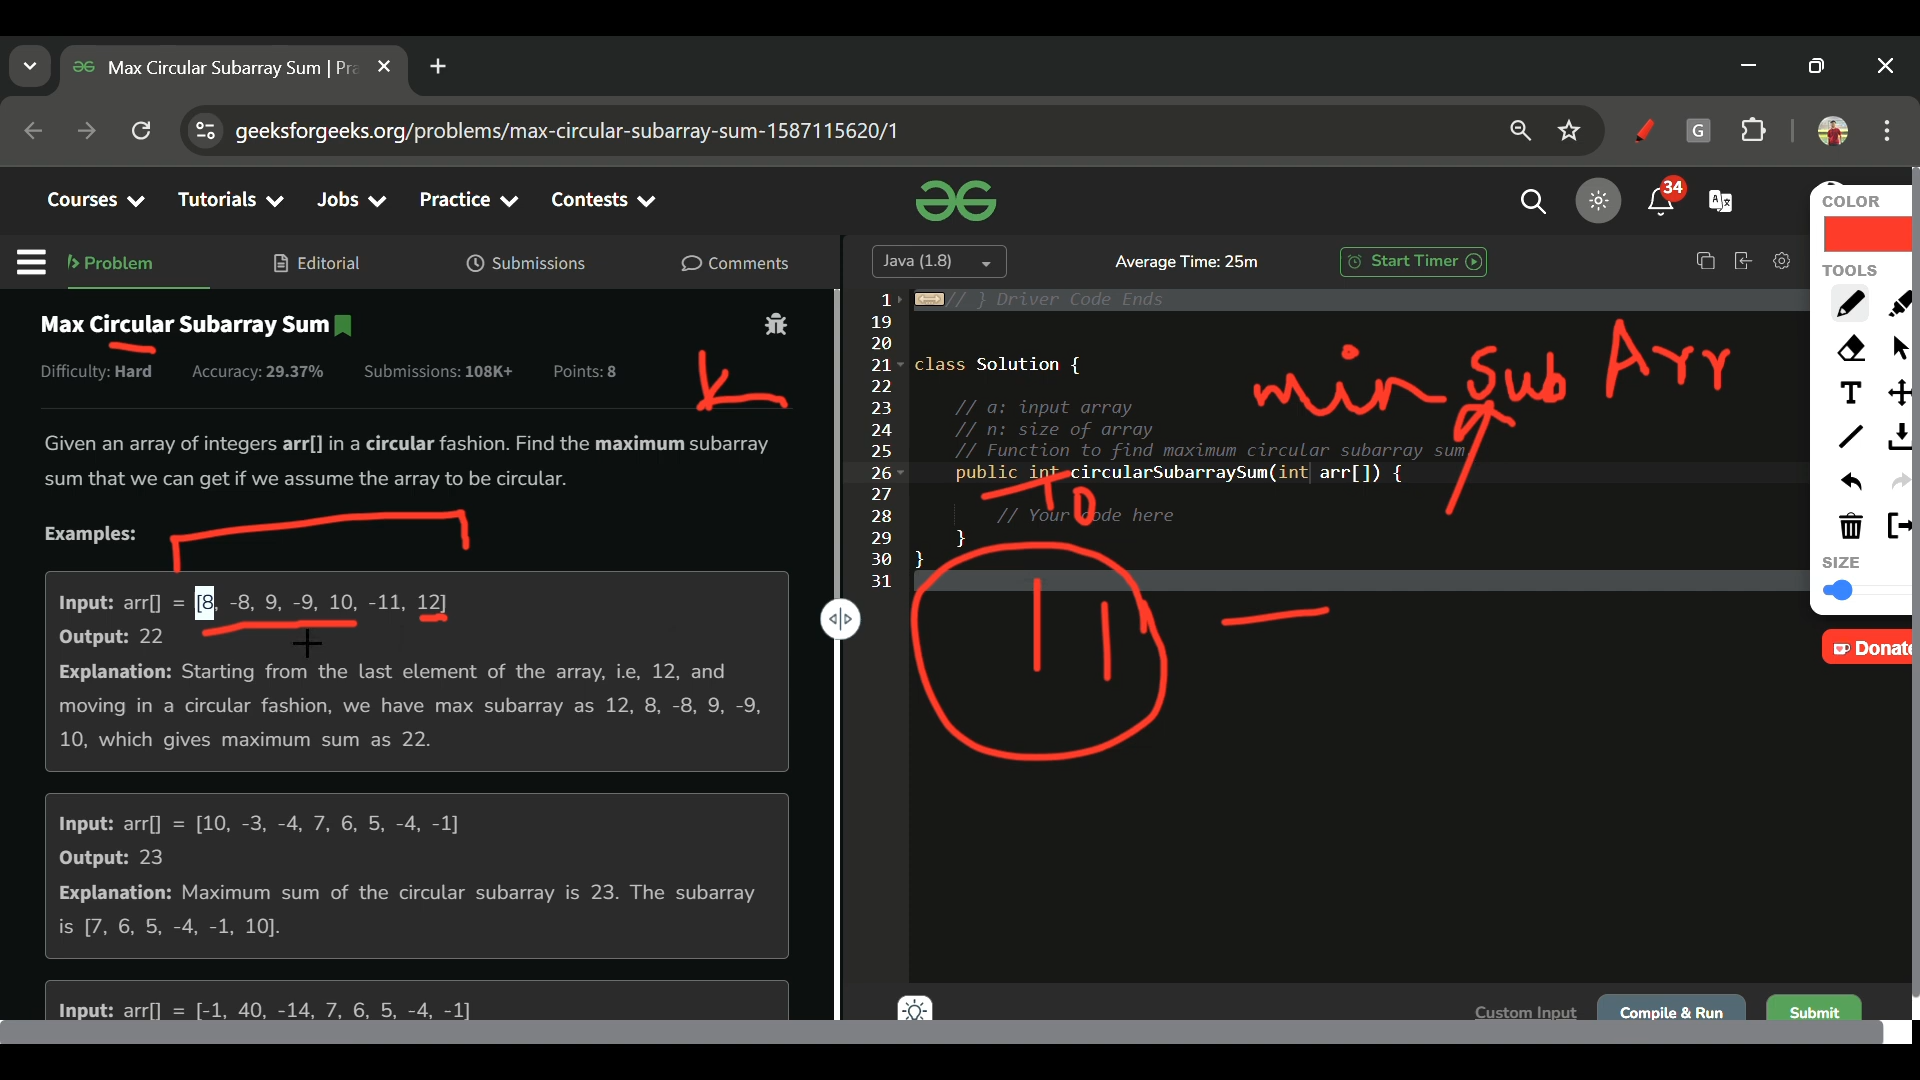 Max Circular Subarray Sum | Pra
geeksforgeeks.org/problems/max-circular-subarray-sum-1587115620/1
G
Courses Tutorials Jobs Practice Contests
34
COLOR
TOOLS
T
SIZE
Donate
Problem Editorial Submissions Comments
Java (1.8) Average Time: 25m Start Timer
Max Circular Subarray Sum
Difficulty: Hard Accuracy: 29.37% Submissions: 108K+ Points: 8
Given an array of integers arr[] in a circular fashion. Find the maximum subarray
sum that we can get if we assume the array to be circular.
Examples:
Input: arr[] = [8, -8, 9, -9, 10, -11, 12]
Output: 22
Explanation: Starting from the last element of the array, i.e, 12, and
moving in a circular fashion, we have max subarray as 12, 8, -8, 9, -9,
10, which gives maximum sum as 22.
Input: arr[] = [10, -3, -4, 7, 6, 5, -4, -1]
Output: 23
Explanation: Maximum sum of the circular subarray is 23. The subarray
is [7, 6, 5, -4, -1, 10].
Input: arr[] = [-1, 40, -14, 7, 6, 5, -4, -1]
1 // } Driver Code Ends
19
20
21 class Solution {
22
23 // a: input array
24 // n: size of array
25 // Function to find maximum circular subarray sum
26 public int circularSubarraySum(int arr[]) {
27
28 // Your code here
29 }
30 }
31
min Sub Arr
To
11 —
Custom Input Compile & Run Submit